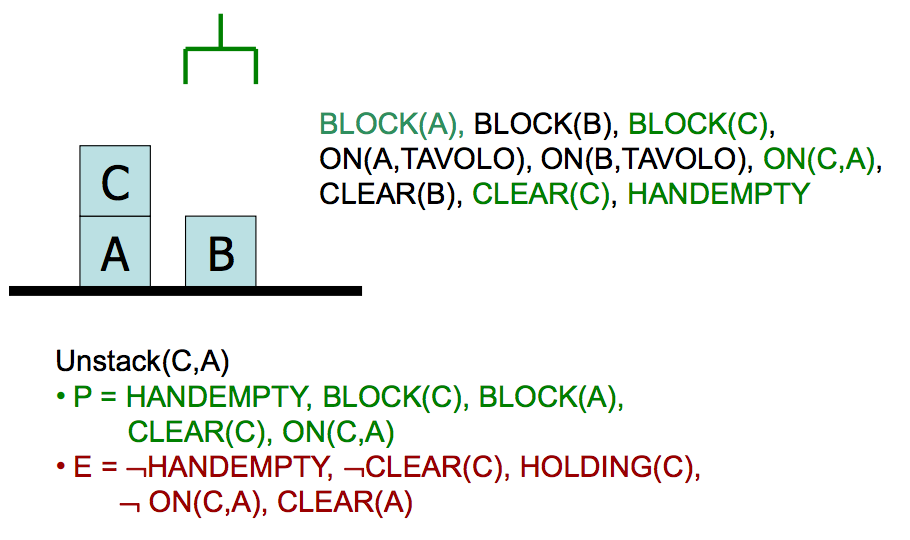 BLOCK(A), BLOCK(B), BLOCK(C),
ON(A,TAVOLO), ON(B,TAVOLO), ON(C,A),
CLEAR(B), CLEAR(C), HANDEMPTY
C
A B
Unstack(C,A)
• P = HANDEMPTY, BLOCK(C), BLOCK(A),
CLEAR(C), ON(C,A)
• E = ¬HANDEMPTY, ¬CLEAR(C), HOLDING(C),
¬ ON(C,A), CLEAR(A)